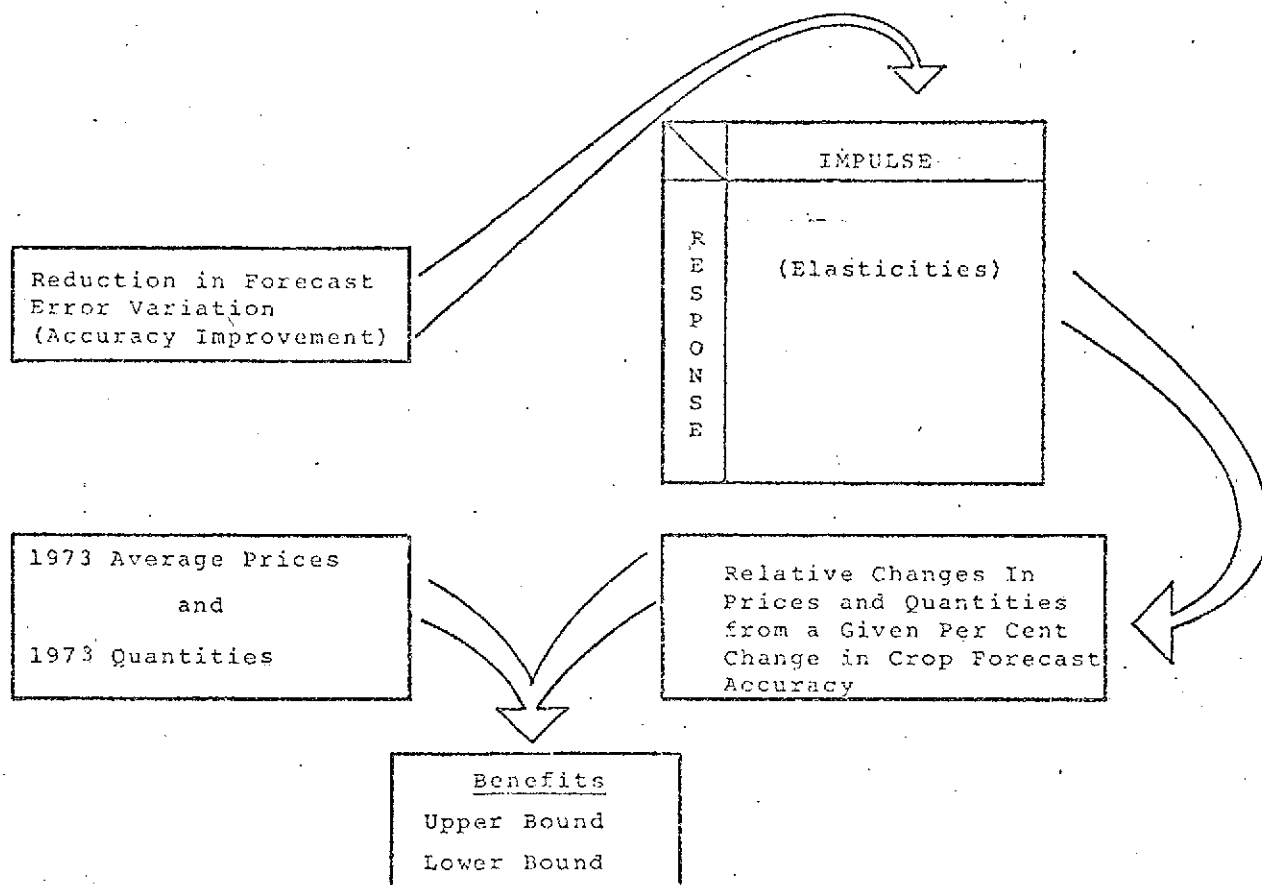 IMPULSE
RESPONSE
(Elasticities)
Reduction in Forecast
Error Variation
(Accuracy Improvement)
1973 Average Prices
and
1973 Quantities
Relative Changes In
Prices and Quantities
from a Given Per Cent
Change in Crop Forecast
Accuracy
Benefits
Upper Bound
Lower Bound